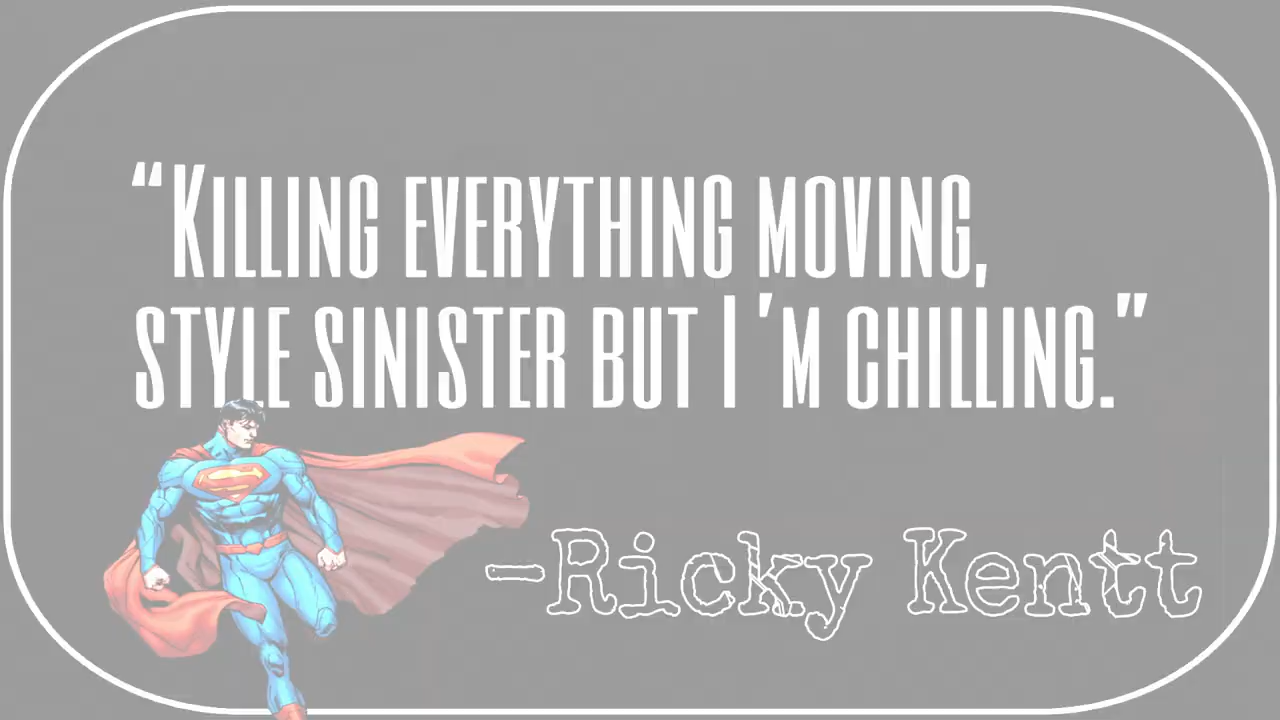 “Killing everything moving,
style sinister but I'm chilling.”
-Ricky Kentt